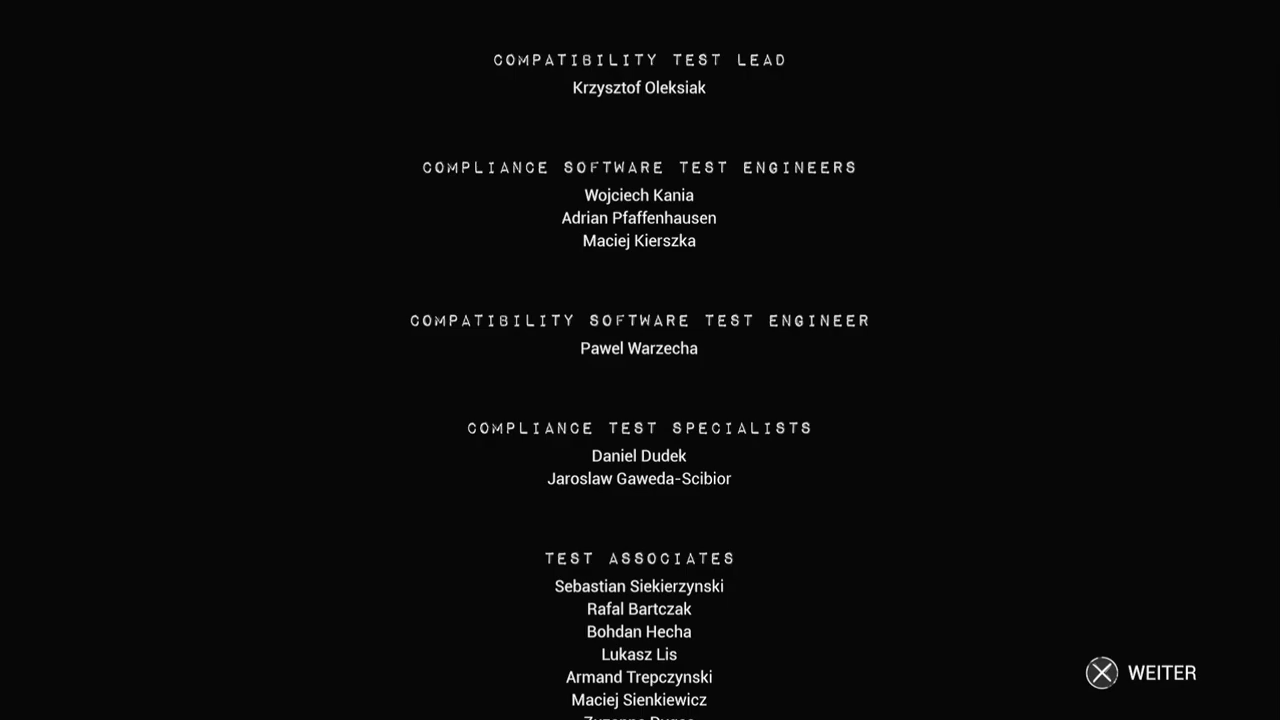 COMPATIBILITY TEST LEAD
Krzysztof Oleksiak
COMPLIANCE SOFTWARE TEST ENGINEERS
Wojciech Kania
Adrian Pfaffenhausen
Maciej Kierszka
COMPATIBILITY SOFTWARE TEST ENGINEER
Pawel Warzecha
COMPLIANCE TEST SPECIALISTS
Daniel Dudek
Jaroslaw Gaweda-Scibior
TEST ASSOCIATES
Sebastian Siekierzynski
Rafal Bartczak
Bohdan Hecha
Lukasz Lis
Armand Trepczynski
Maciej Sienkiewicz
WEITER